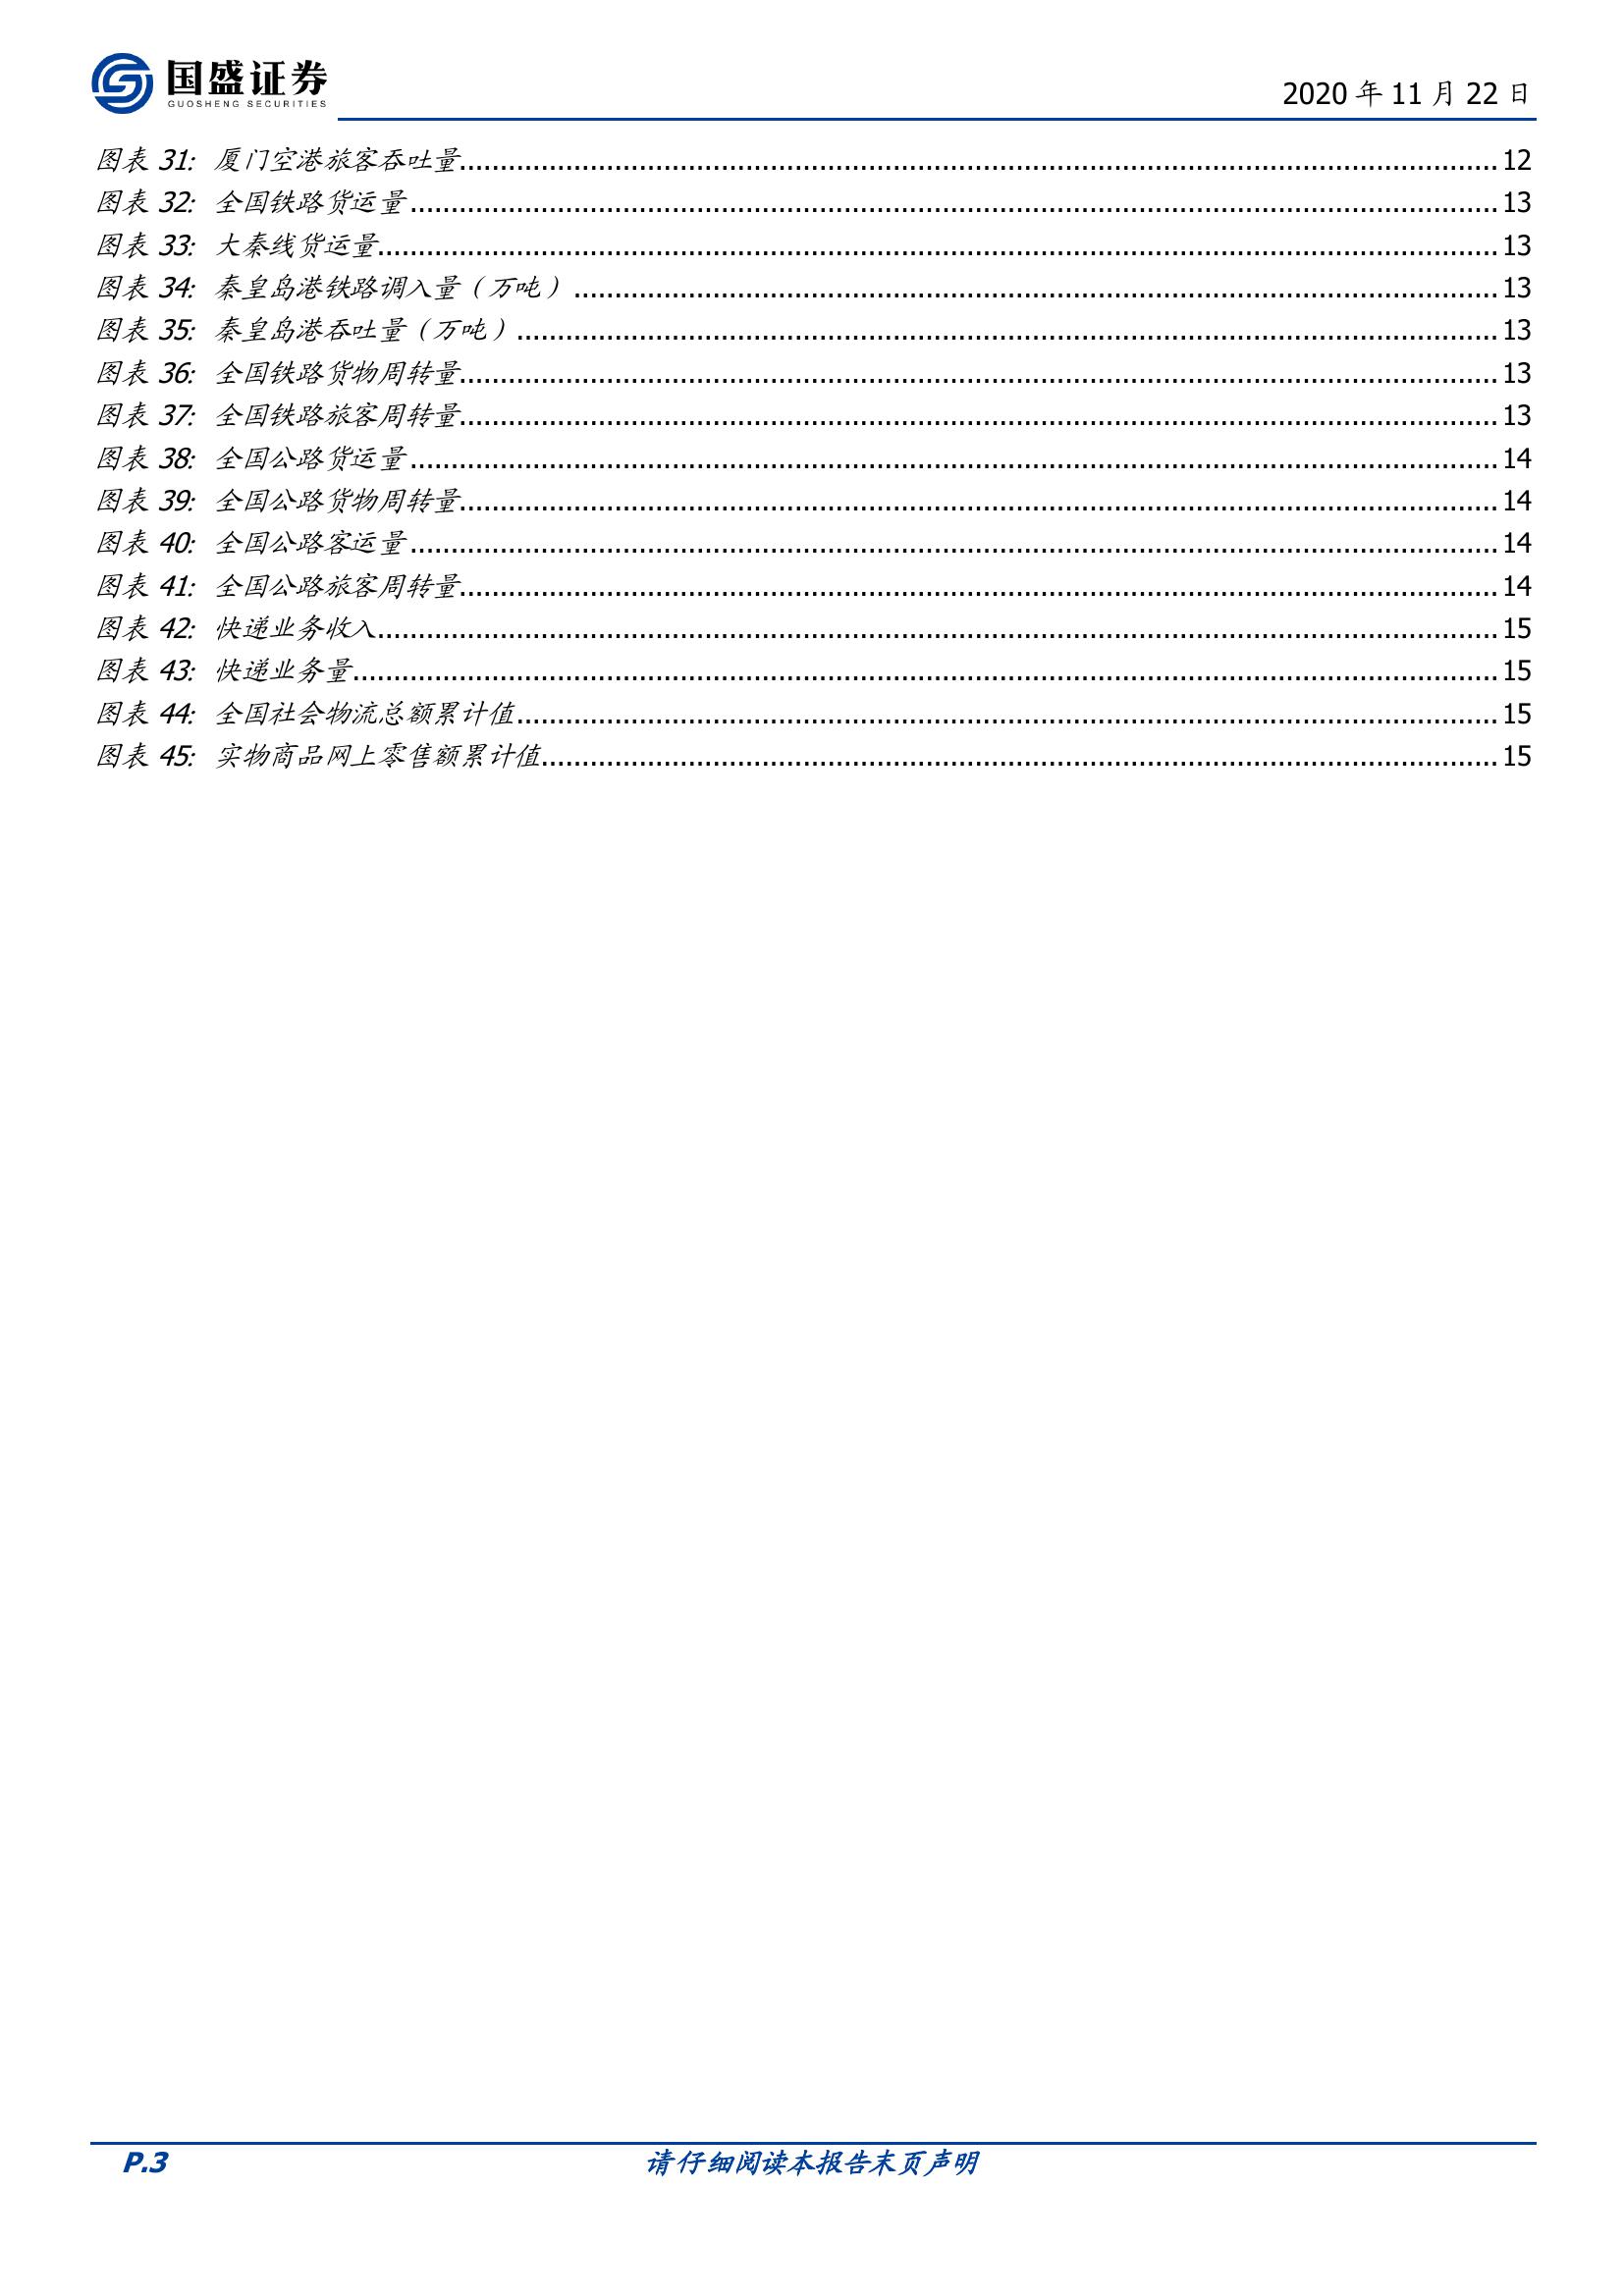 国盛证券
GUOSHENG SECURITIES
2020 年 11 月 22 日
图表 31: 厦门空港旅客吞吐量 12
图表 32: 全国铁路货运量 13
图表 33: 大秦线货运量 13
图表 34: 秦皇岛港铁路调入量（万吨） 13
图表 35: 秦皇岛港吞吐量（万吨） 13
图表 36: 全国铁路货物周转量 13
图表 37: 全国铁路旅客周转量 13
图表 38: 全国公路货运量 14
图表 39: 全国公路货物周转量 14
图表 40: 全国公路客运量 14
图表 41: 全国公路旅客周转量 14
图表 42: 快递业务收入 15
图表 43: 快递业务量 15
图表 44: 全国社会物流总额累计值 15
图表 45: 实物商品网上零售额累计值 15
P.3 请仔细阅读本报告末页声明